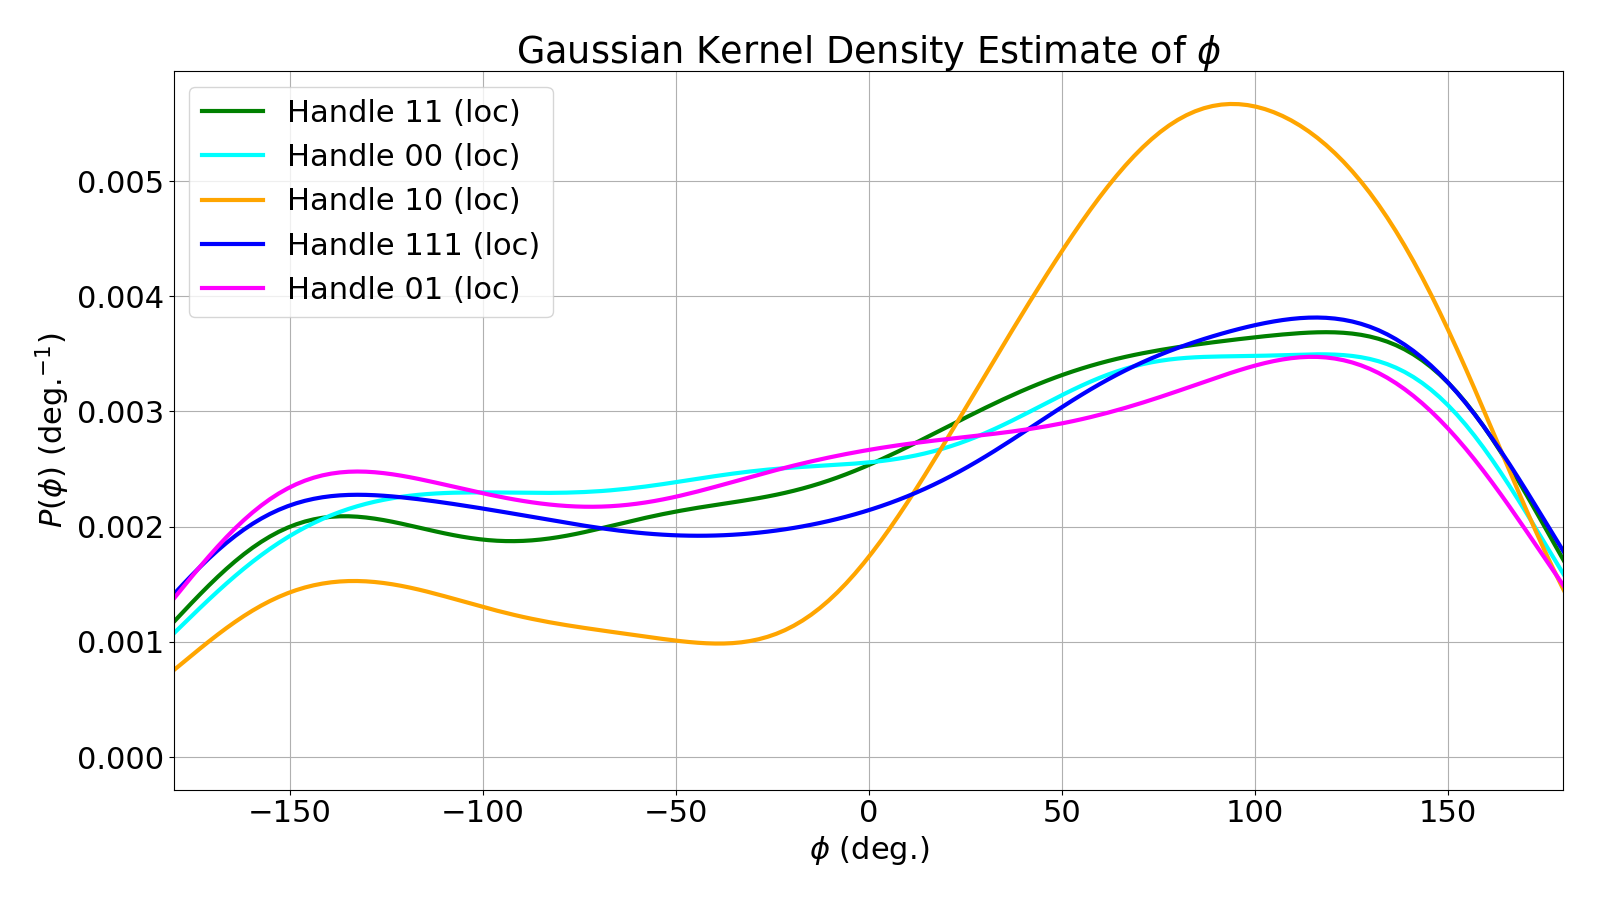 Gaussian Kernel Density Estimate of ϕ
Handle 11 (loc)
Handle 00 (loc)
Handle 10 (loc)
Handle 111 (loc)
Handle 01 (loc)
P(ϕ) (deg.⁻¹)
0.005
0.004
0.003
0.002
0.001
0.000
−150 −100 −50 0 50 100 150
ϕ (deg.)